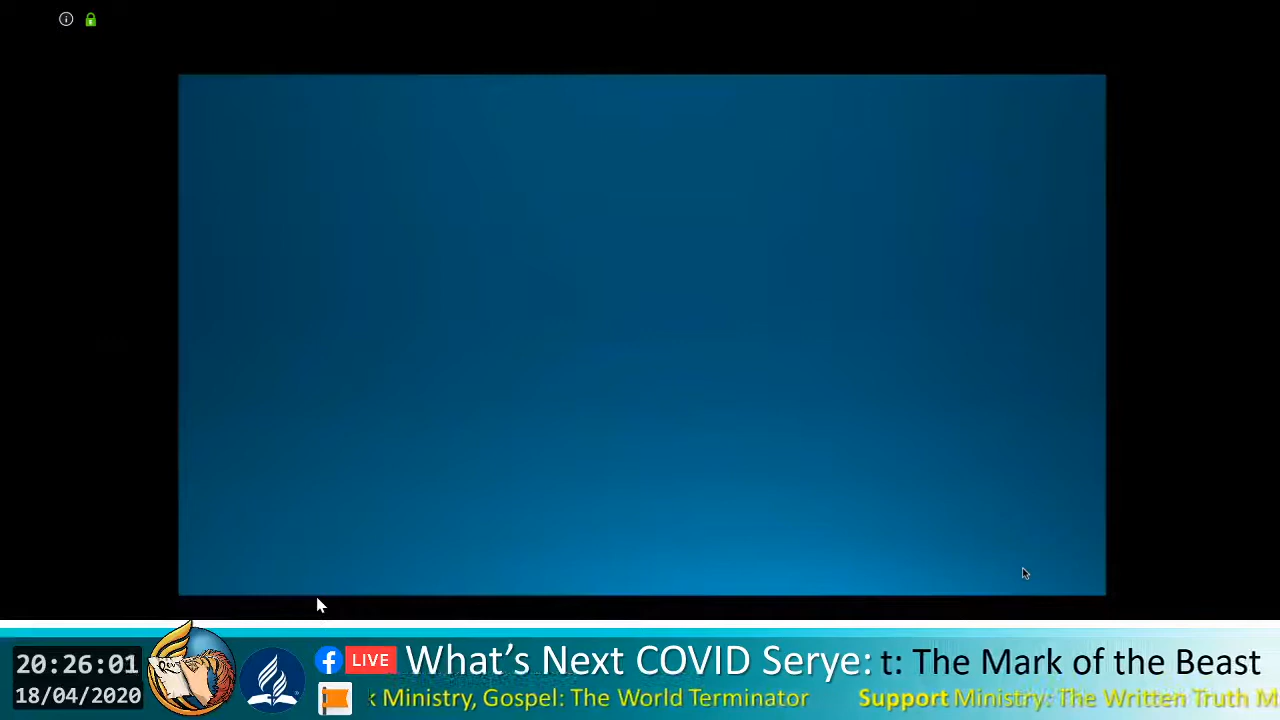 20:26:01
18/04/2020
LIVE
What's Next COVID Serye: t: The Mark of the Beast
k Ministry, Gospel: The World Terminator Support Ministry: The Written Truth M